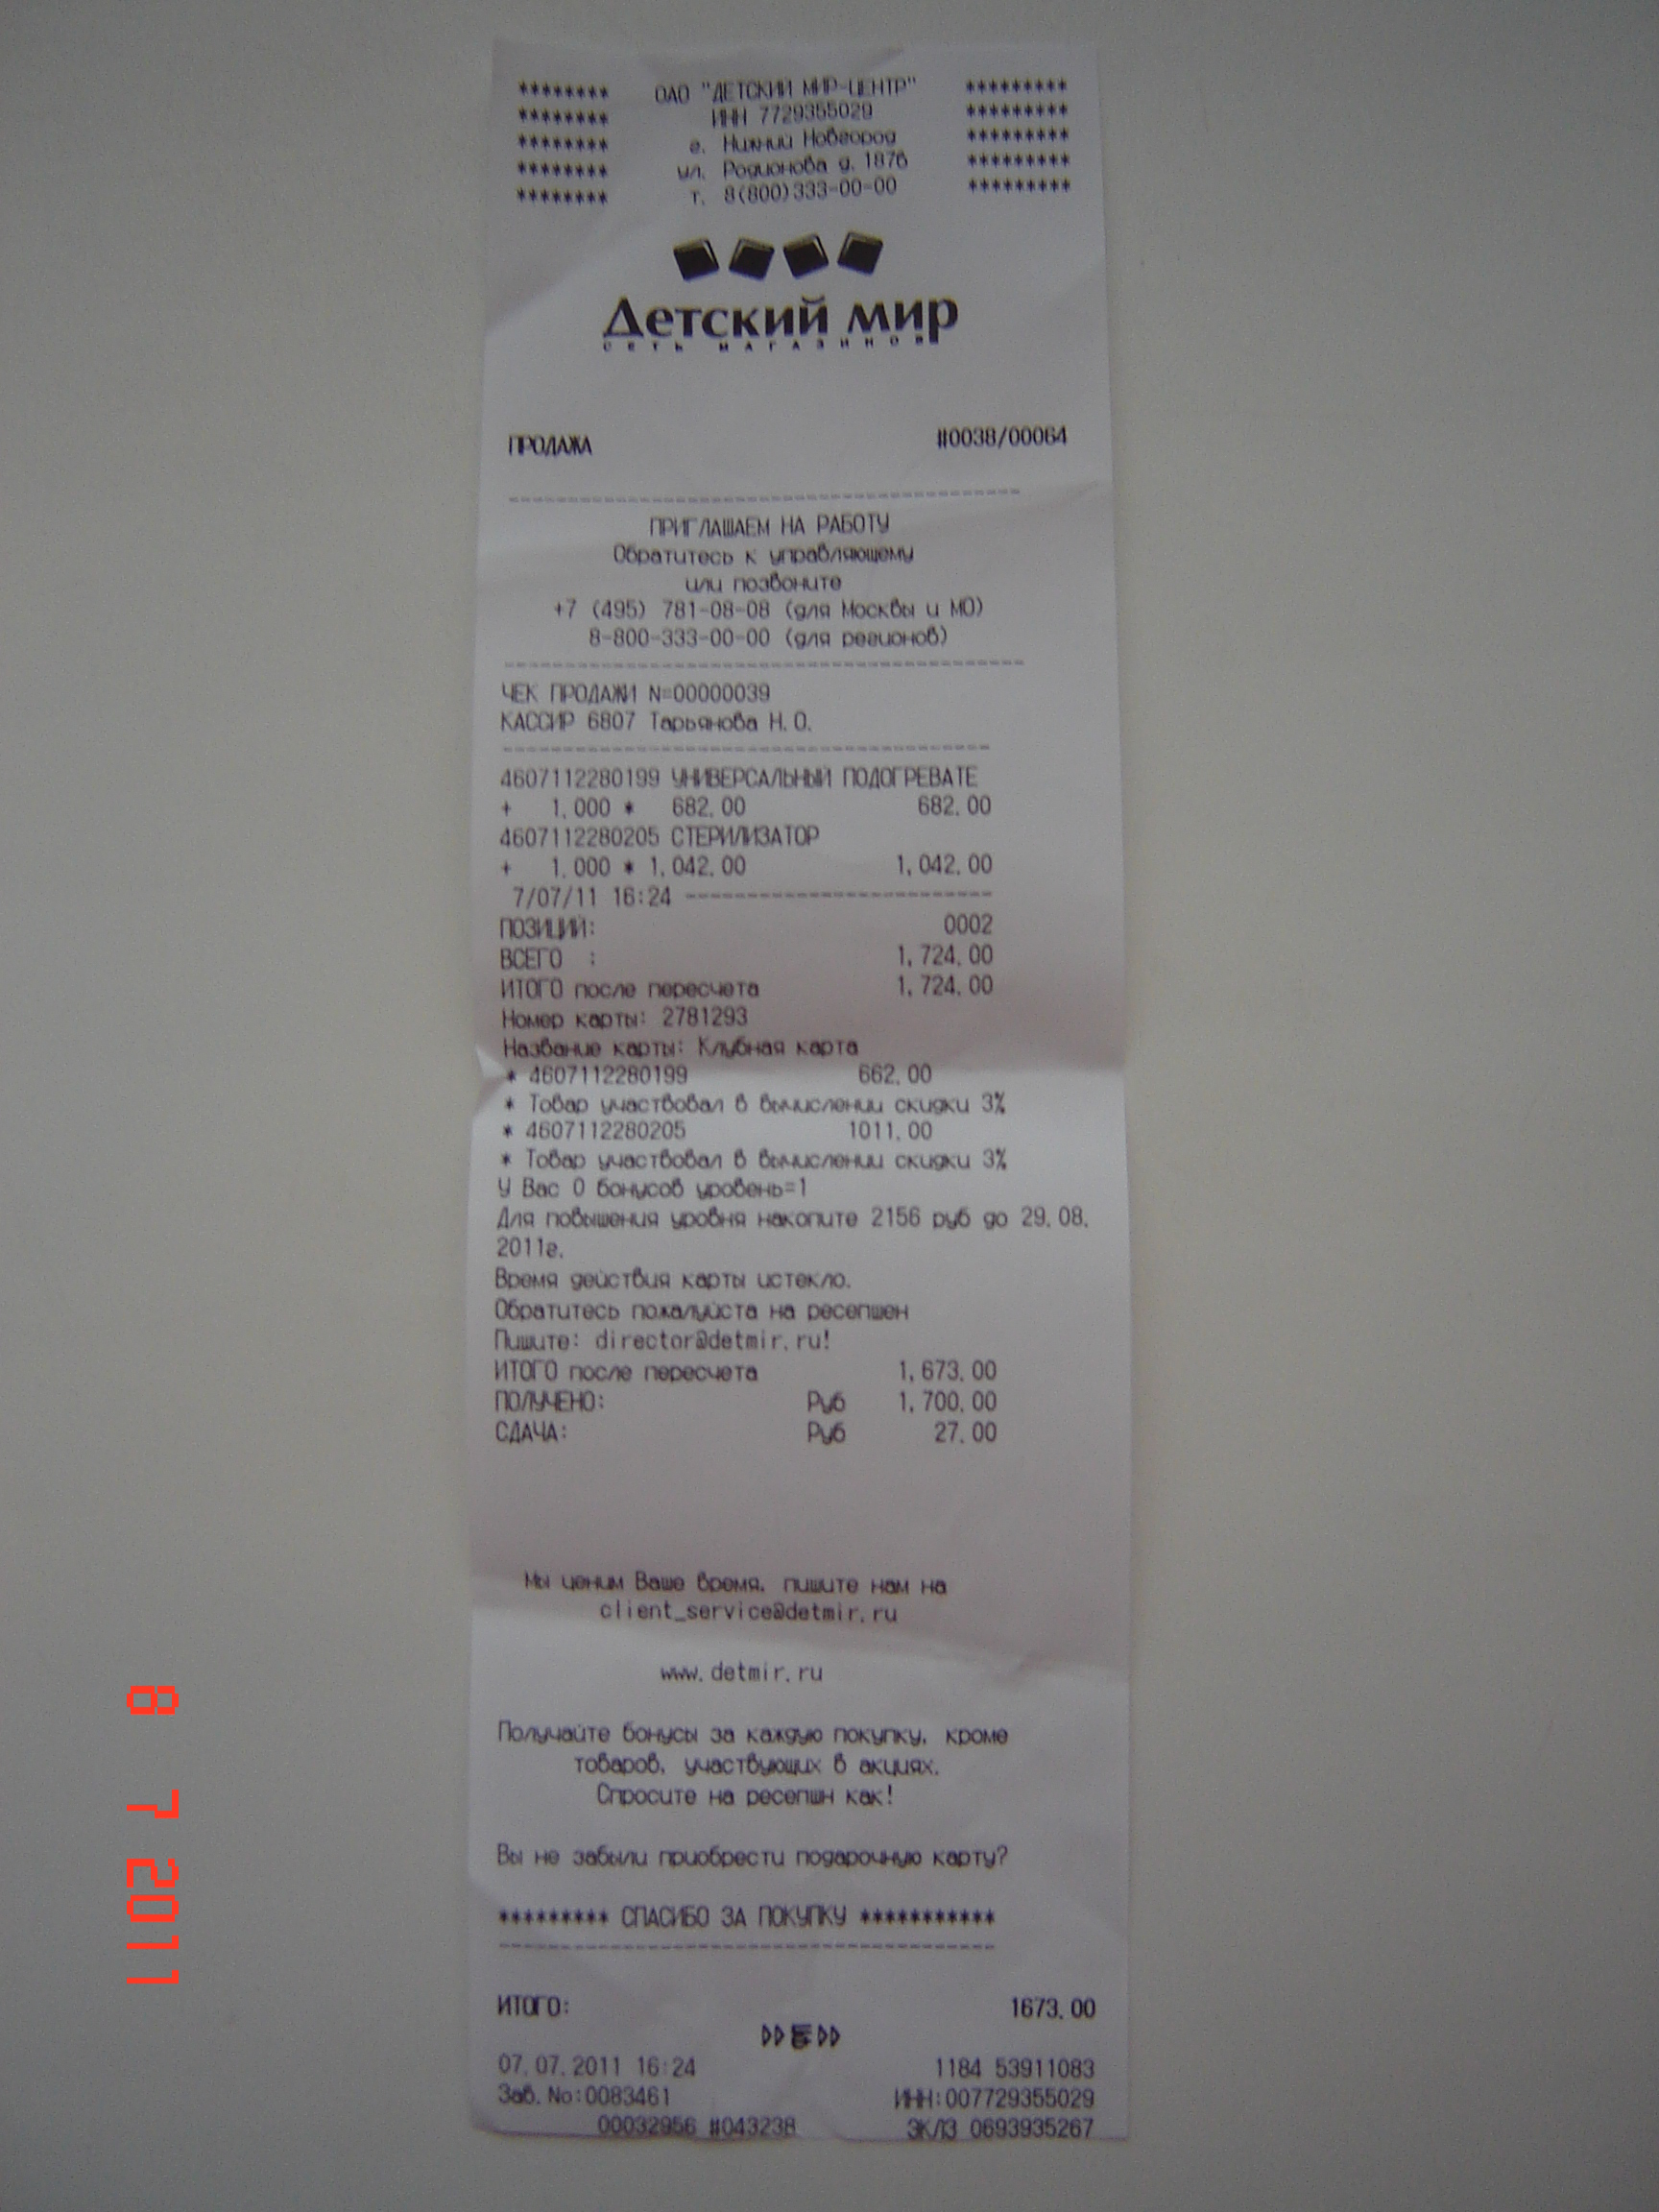 ******** ОАО "ДЕТСКИЙ МИР-ЦЕНТР" *********
******** ИНН 7729355029 *********
******** г. Нижний Новгород *********
******** ул. Родионова д. 187б *********
******** т. 8(800)333-00-00 *********
Детский мир
СЕТЬ МАГАЗИНОВ
ПРОДАЖА #0038/00064
ПРИГЛАШАЕМ НА РАБОТУ
Обратитесь к управляющему
или позвоните
+7 (495) 781-08-08 (для Москвы и МО)
8-800-333-00-00 (для регионов)
ЧЕК ПРОДАЖИ N=00000039
КАССИР 6807 Тарьянова Н.О.
4607112280199 УНИВЕРСАЛЬНЫЙ ПОДОГРЕВАТЕ
+ 1.000 * 682.00 682.00
4607112280205 СТЕРИЛИЗАТОР
+ 1.000 * 1,042.00 1,042.00
7/07/11 16:24 -----------------------
ПОЗИЦИЙ: 0002
ВСЕГО : 1,724.00
ИТОГО после пересчета 1,724.00
Номер карты: 2781293
Название карты: Клубная карта
* 4607112280199 662.00
* Товар участвовал в вычислении скидки 3%
* 4607112280205 1011.00
* Товар участвовал в вычислении скидки 3%
У Вас 0 бонусов уровень=1
Для повышения уровня накопите 2156 руб до 29.08.
2011г.
Время действия карты истекло.
Обратитесь пожалуйста на ресепшен
Пишите: director@detmir.ru!
ИТОГО после пересчета 1,673.00
ПОЛУЧЕНО: Руб 1,700.00
СДАЧА: Руб 27.00
Мы ценим Ваше время, пишите нам на
client_service@detmir.ru
www.detmir.ru
Получайте бонусы за каждую покупку, кроме
товаров, участвующих в акциях.
Спросите на ресепшн как!
Вы не забыли приобрести подарочную карту?
********* СПАСИБО ЗА ПОКУПКУ ***********
ИТОГО: 1673.00
07.07.2011 16:24 1184 53911083
Зав.No:0083461 ИНН:007729355029
00032956 #043238 ЭКЛЗ 0693935267
8 7 2011